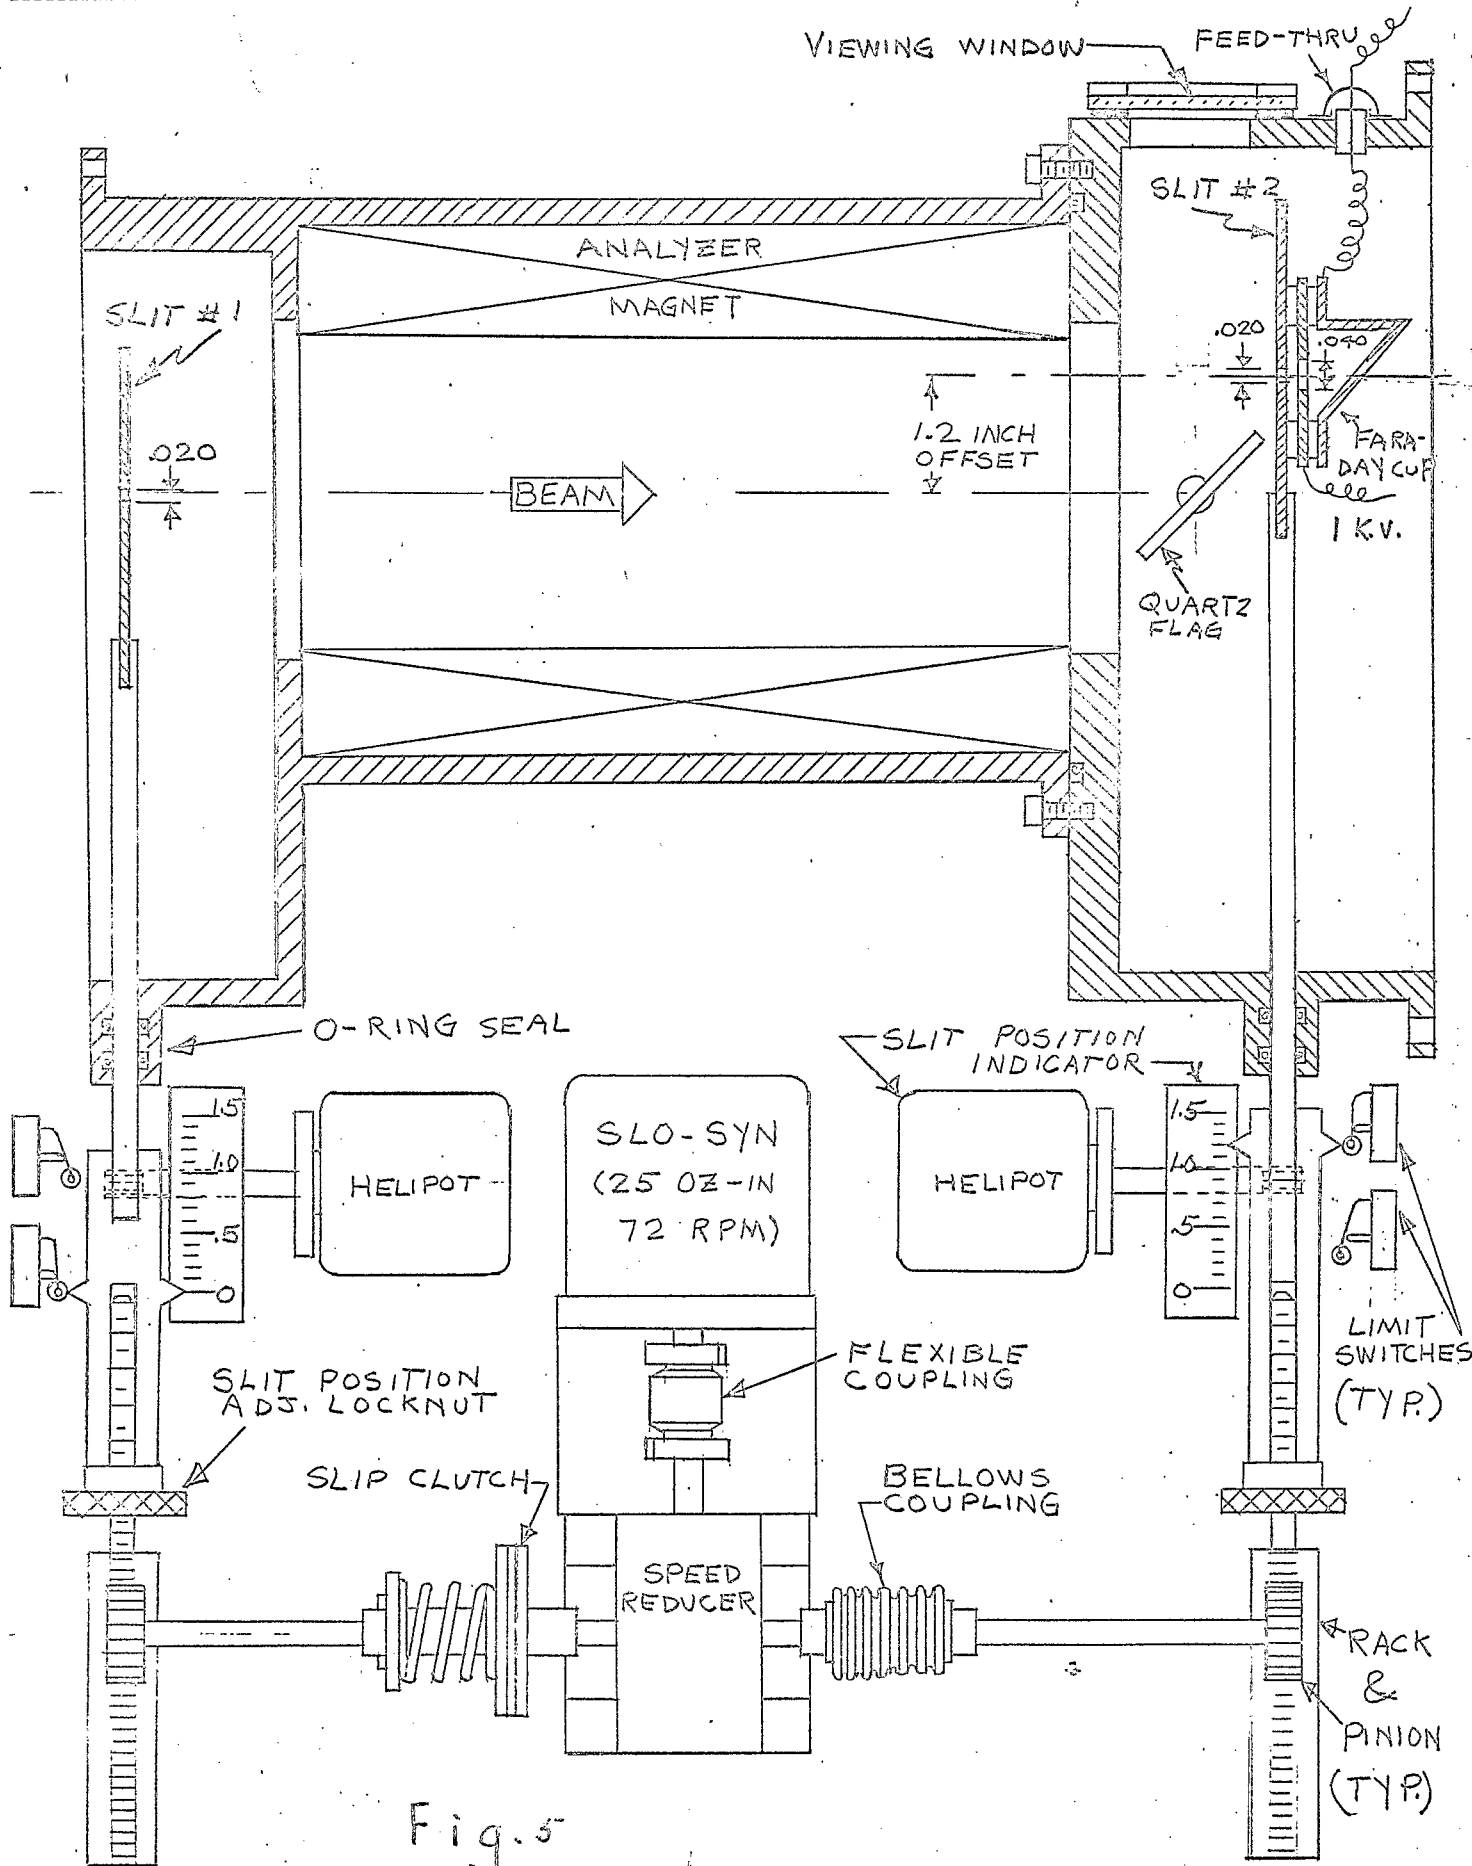 VIEWING WINDOW
FEED-THRU
SLIT #2
ANALYZER
MAGNET
SLIT #1
.020
.040
.020
1.2 INCH
OFFSET
FARA-
DAY CUP
BEAM
1 K.V.
QUARTZ
FLAG
O-RING SEAL
SLIT POSITION
INDICATOR
1.5
1.0
.5
0
HELIPOT
SLO-SYN
(25 OZ-IN
72 RPM)
HELIPOT
1.5
1.0
.5
0
LIMIT
SWITCHES
(TYP.)
FLEXIBLE
COUPLING
SLIT POSITION
ADJ. LOCKNUT
SLIP CLUTCH
BELLOWS
COUPLING
SPEED
REDUCER
RACK
&
PINION
(TYP.)
Fig. 5